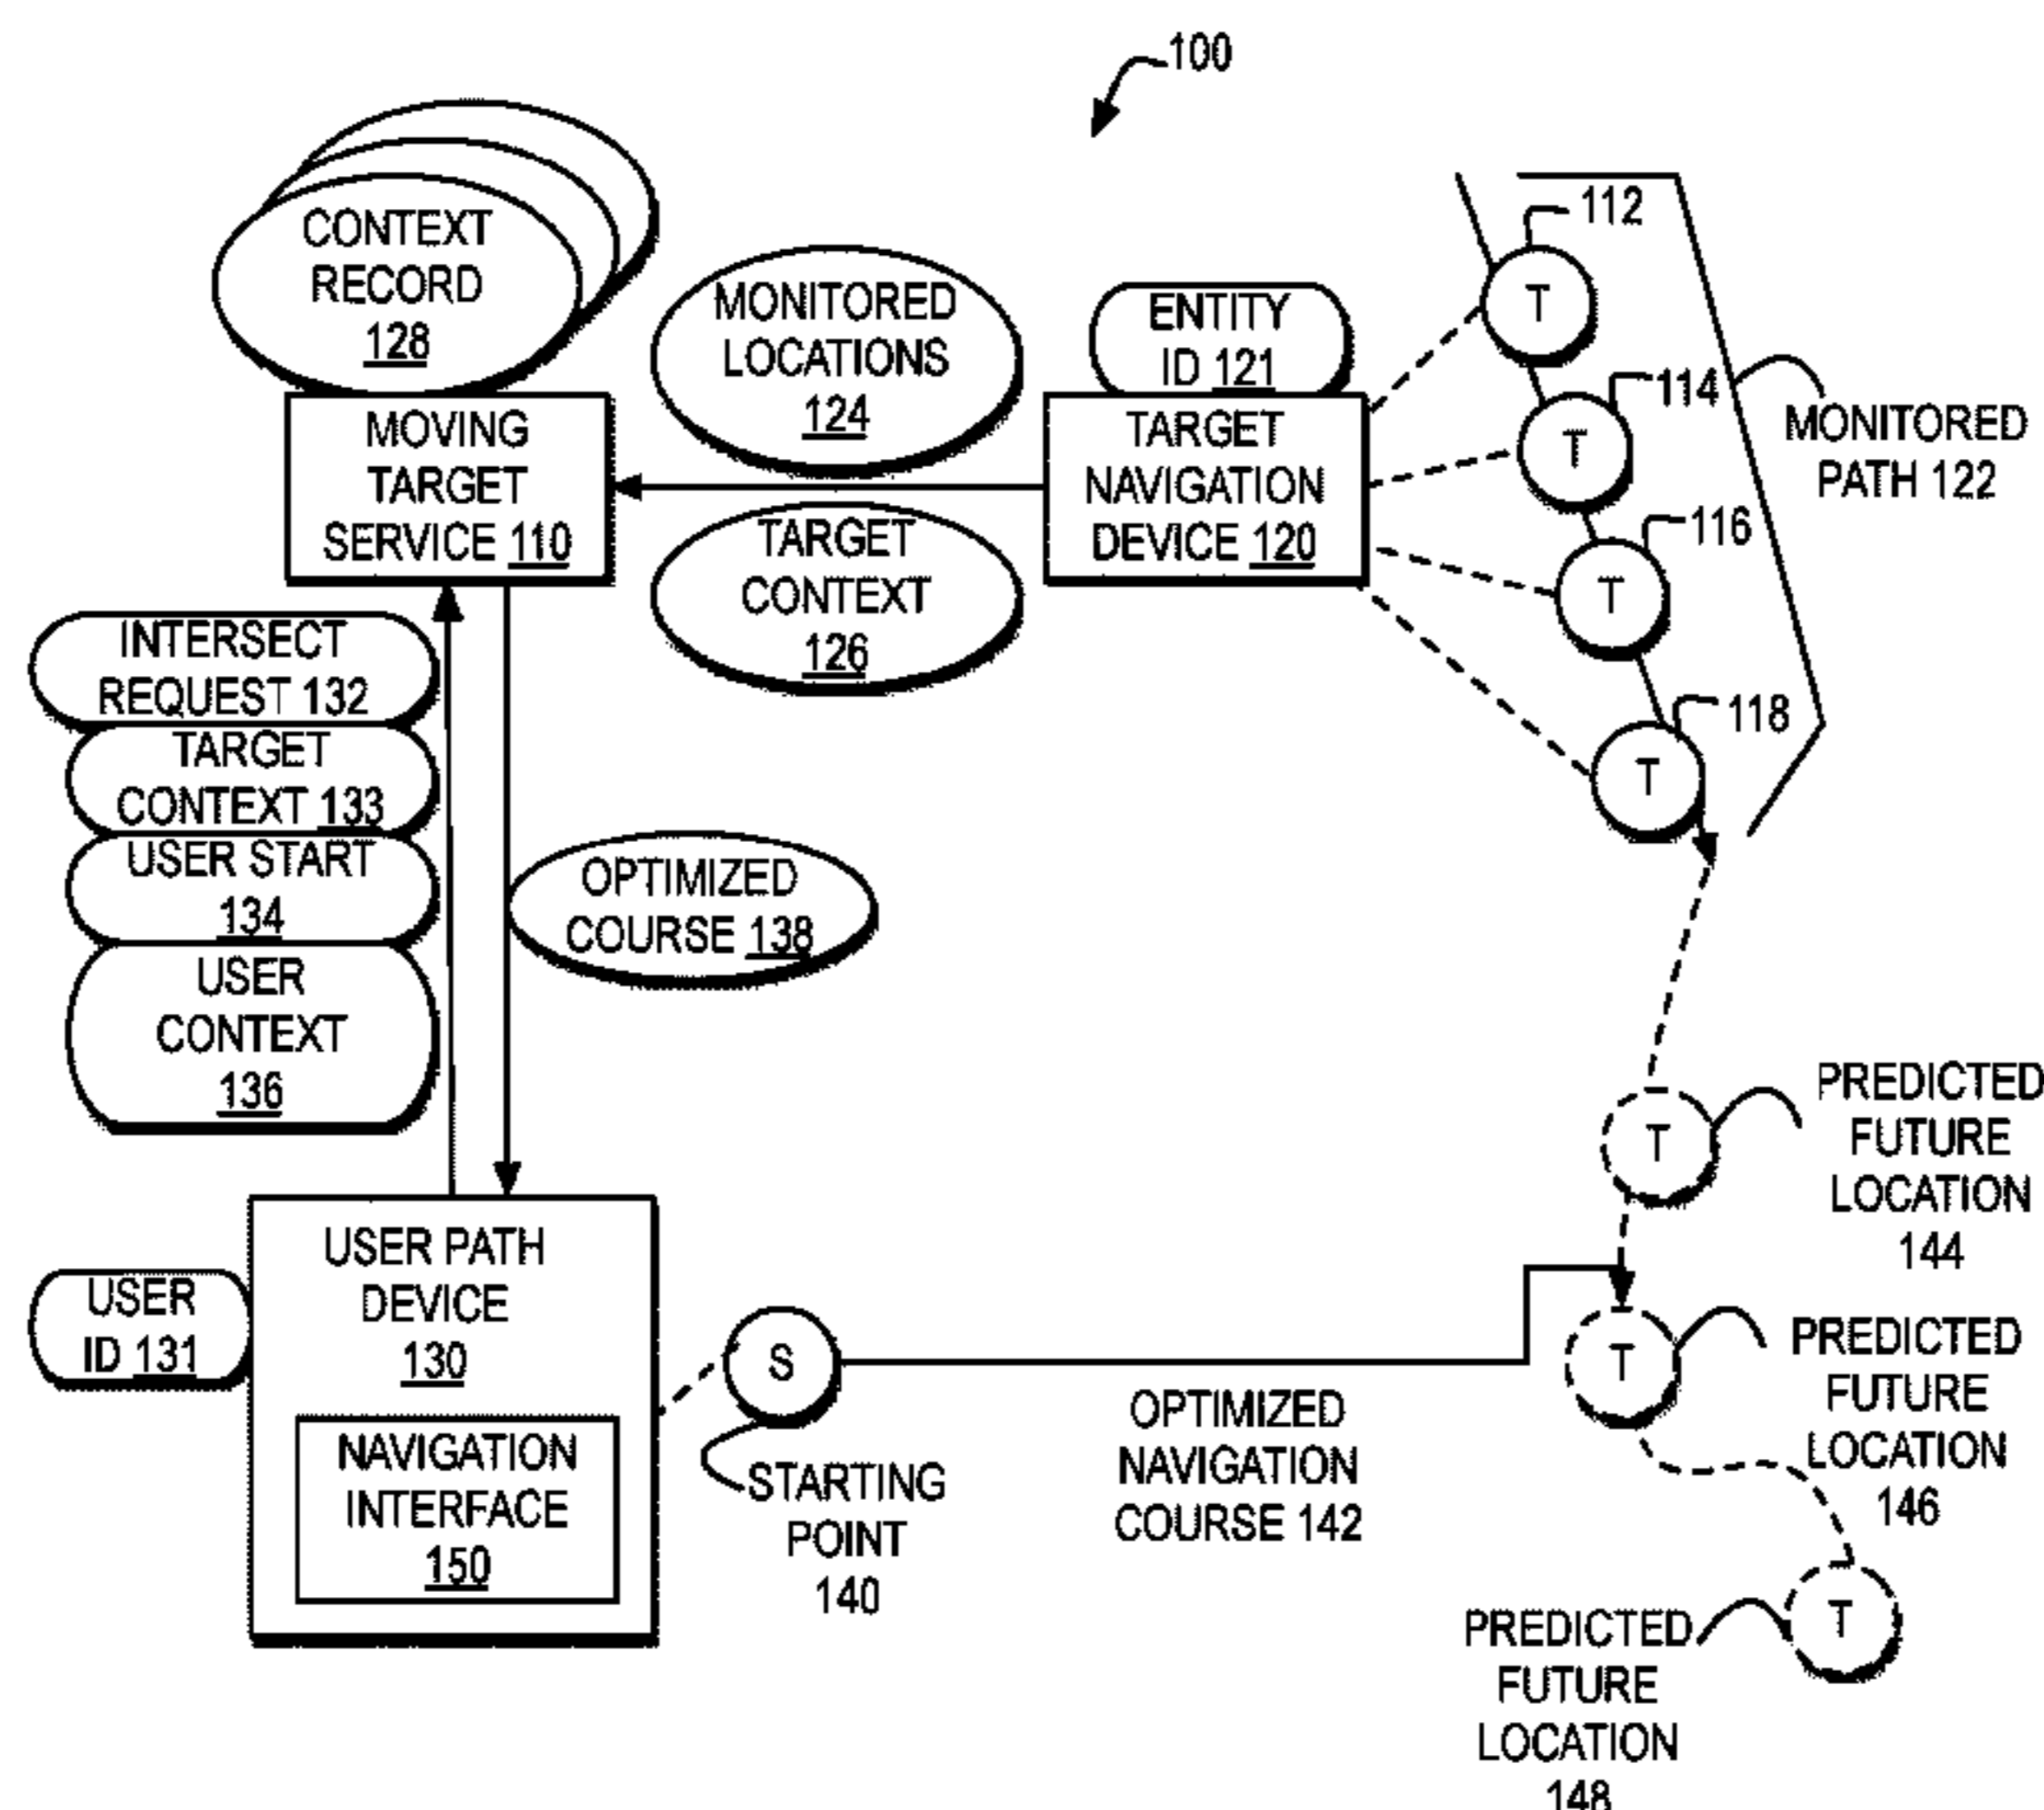 100
CONTEXT
RECORD
128
MONITORED
LOCATIONS
124
ENTITY
ID 121
T
112
T
114
T
116
T
118
MONITORED
PATH 122
MOVING
TARGET
SERVICE 110
TARGET
NAVIGATION
DEVICE 120
TARGET
CONTEXT
126
INTERSECT
REQUEST 132
TARGET
CONTEXT 133
USER START
134
USER
CONTEXT
136
OPTIMIZED
COURSE 138
T
PREDICTED
FUTURE
LOCATION
144
USER PATH
DEVICE
130
USER
ID 131
NAVIGATION
INTERFACE
150
S
STARTING
POINT
140
OPTIMIZED
NAVIGATION
COURSE 142
T
PREDICTED
FUTURE
LOCATION
146
T
PREDICTED
FUTURE
LOCATION
148